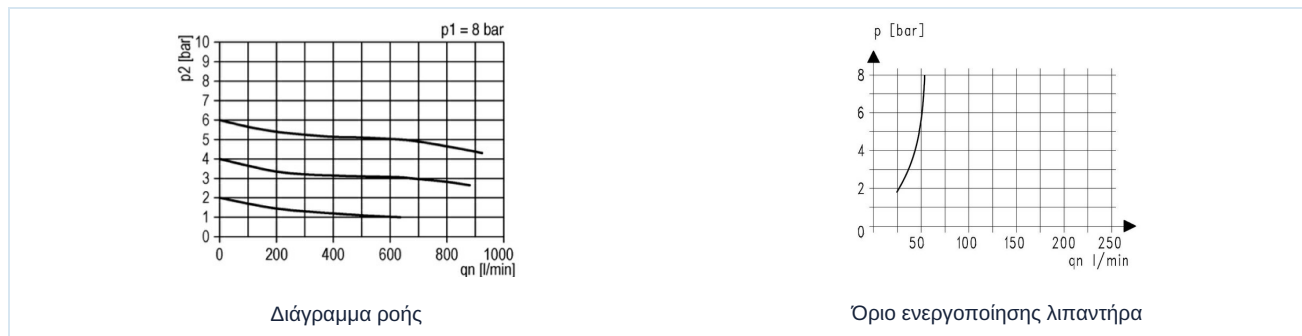 p1 = 8 bar
p2 [bar]
10
9
8
7
6
5
4
3
2
1
0
0 200 400 600 800 1000
qn [l/min]
Διάγραμμα ροής
p [bar]
8
6
4
2
0
50 100 150 200 250
qn l/min
Όριο ενεργοποίησης λιπαντήρα